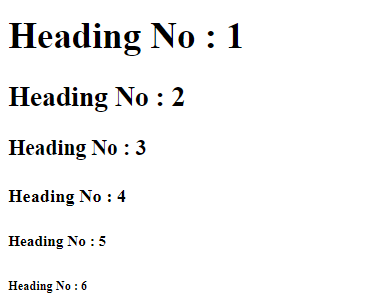 Heading No : 1
Heading No : 2
Heading No : 3
Heading No : 4
Heading No : 5
Heading No : 6